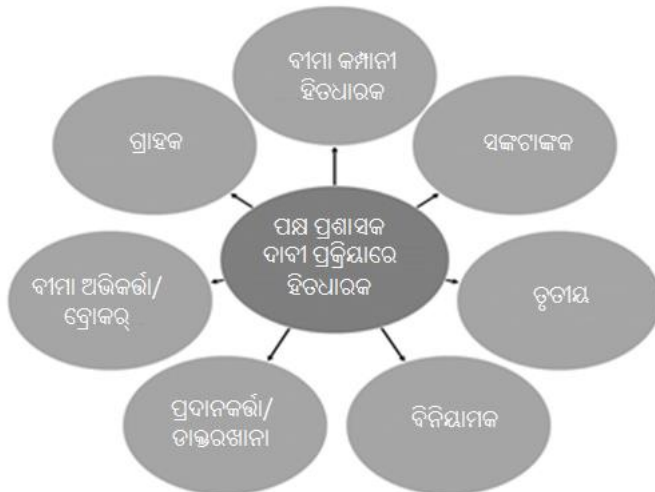 ବୀମା କମ୍ପାନୀ
ହିତଧାରକ
ଗ୍ରାହକ
ସଙ୍କଟାଙ୍କକ
ପକ୍ଷ ପ୍ରଶାସକ
ଦାବୀ ପ୍ରକ୍ରିୟାରେ
ହିତଧାରକ
ବୀମା ଅଭିକର୍ତ୍ତା/
ବ୍ରୋକର୍
ତୃତୀୟ
ପ୍ରଦାନକର୍ତ୍ତା/
ଡାକ୍ତରଖାନା
ବିନିୟାମକ